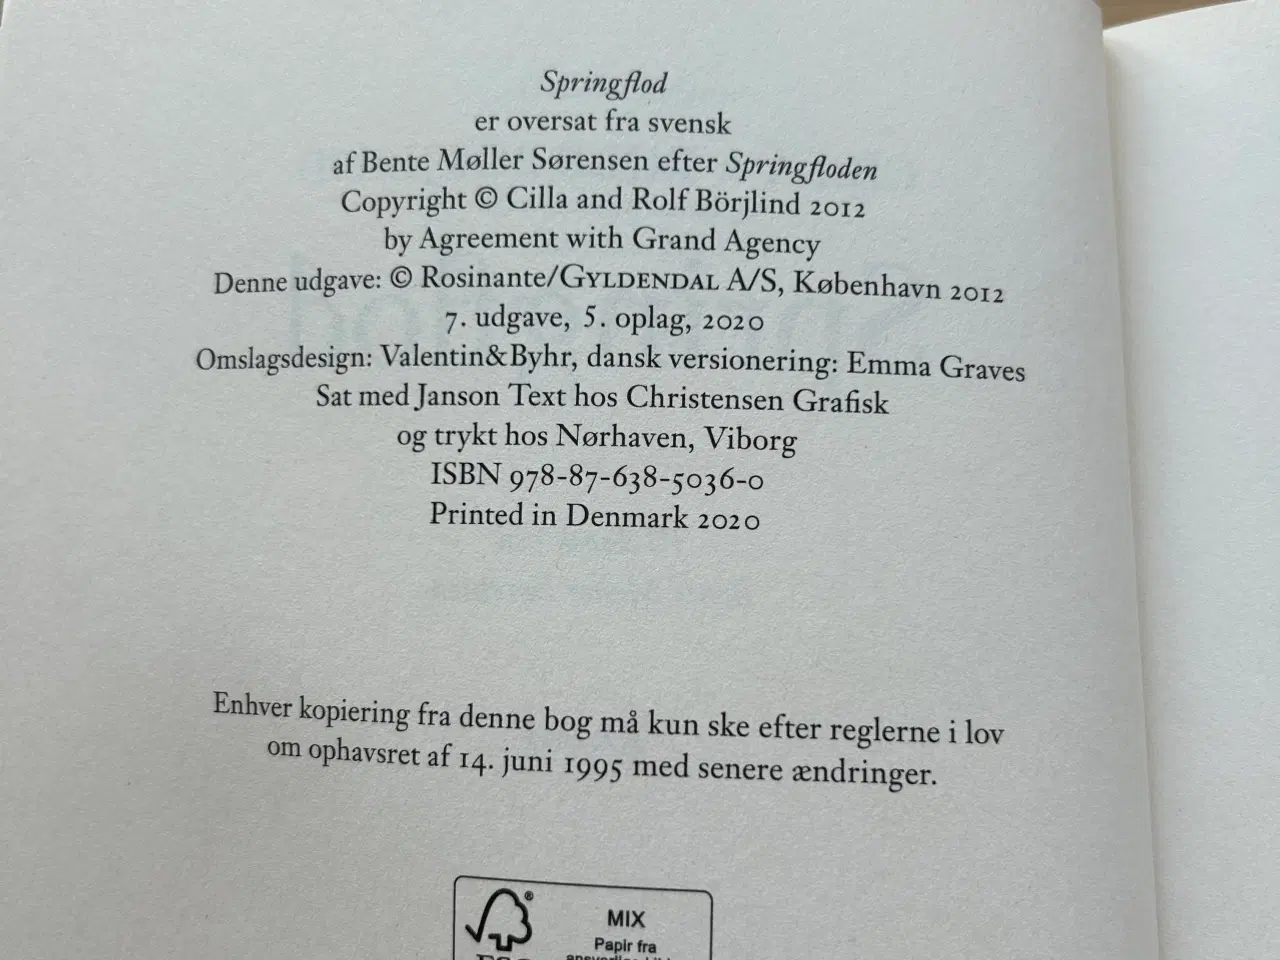 Springflod
er oversat fra svensk
af Bente Møller Sørensen efter Springfloden
Copyright © Cilla and Rolf Börjlind 2012
by Agreement with Grand Agency
Denne udgave: © Rosinante/GYLDENDAL A/S, København 2012
7. udgave, 5. oplag, 2020
Omslagsdesign: Valentin&Byhr, dansk versionering: Emma Graves
Sat med Janson Text hos Christensen Grafisk
og trykt hos Nørhaven, Viborg
ISBN 978-87-638-5036-0
Printed in Denmark 2020
Enhver kopiering fra denne bog må kun ske efter reglerne i lov
om ophavsret af 14. juni 1995 med senere ændringer.
®
MIX
Papir fra